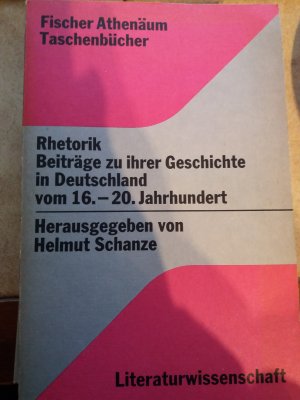 Fischer Athenäum
Taschenbücher
Rhetorik
Beiträge zu ihrer Geschichte
in Deutschland
vom 16.–20. Jahrhundert
Herausgegeben von
Helmut Schanze
Literaturwissenschaft